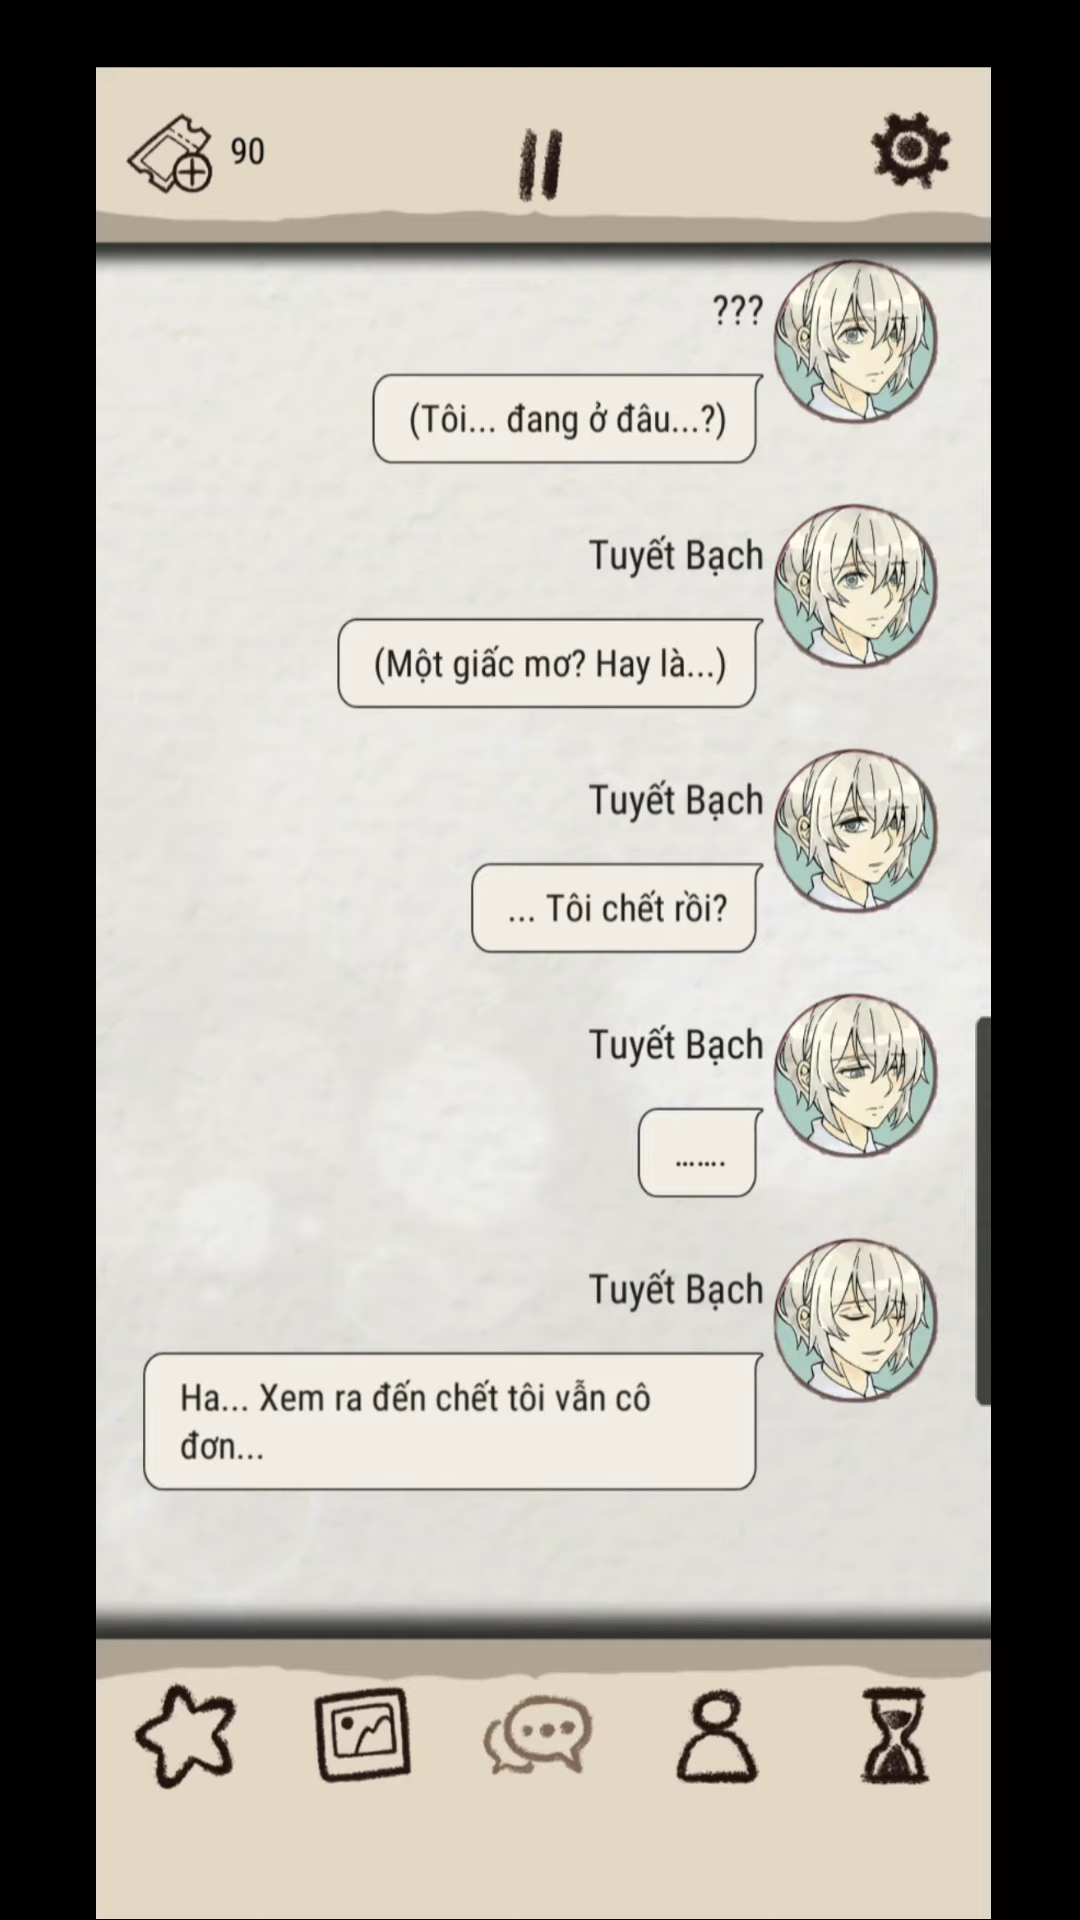 90
???
(Tôi... đang ở đâu...?)
Tuyết Bạch
(Một giấc mơ? Hay là...)
Tuyết Bạch
... Tôi chết rồi?
Tuyết Bạch
.......
Tuyết Bạch
Ha... Xem ra đến chết tôi vẫn cô
đơn...